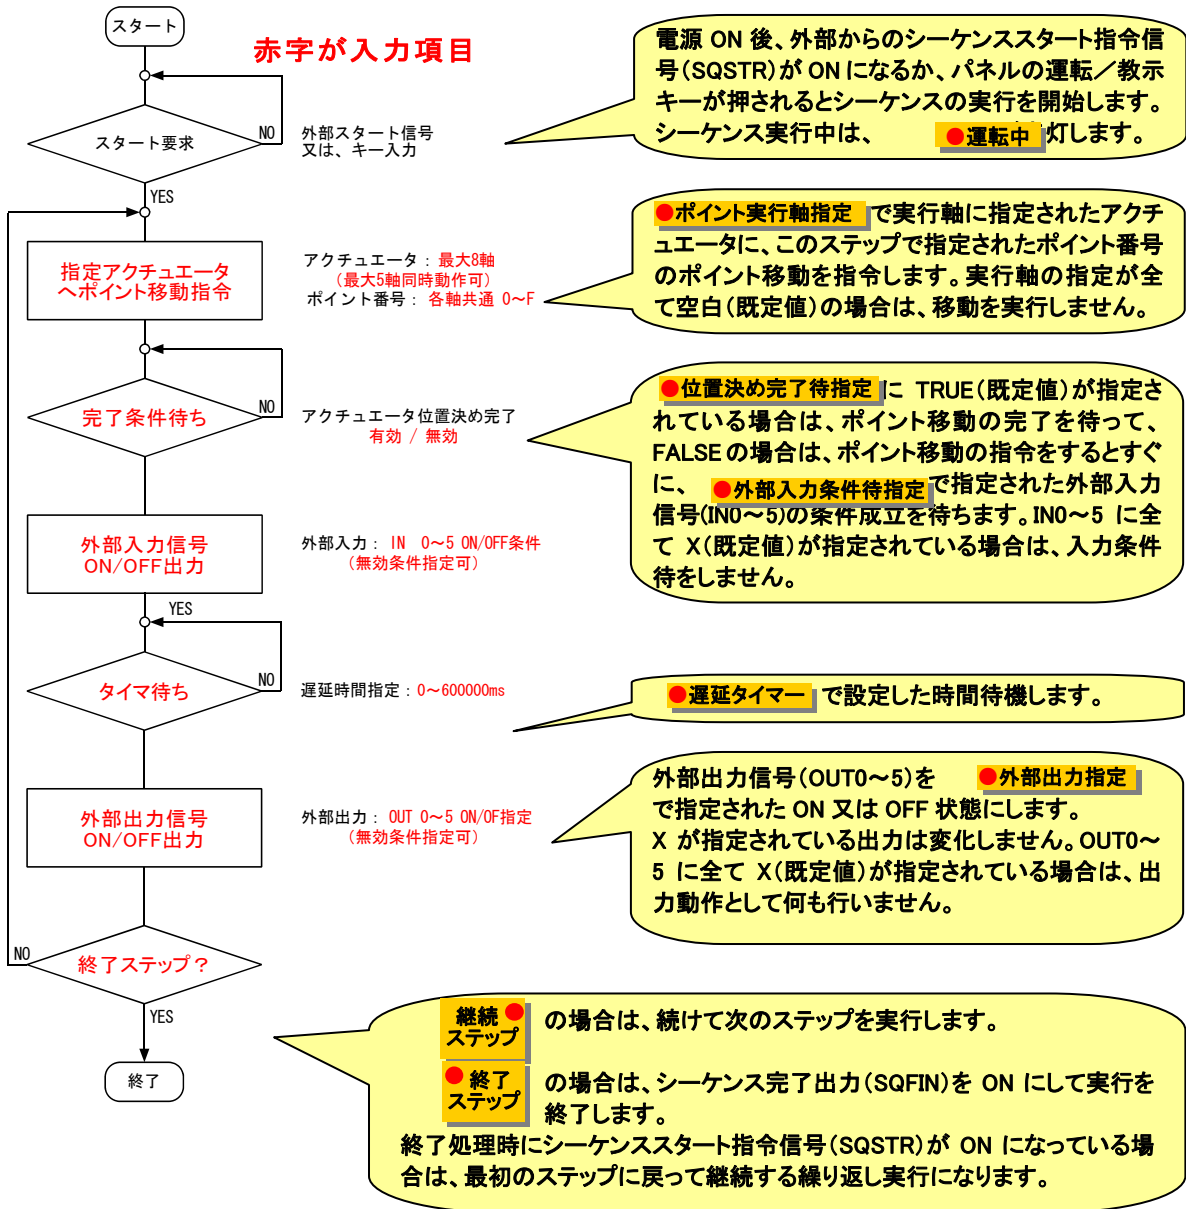 スタート
赤字が入力項目
電源 ON 後、外部からのシーケンススタート指令信
号(SQSTR)が ON になるか、パネルの運転／教示
キーが押されるとシーケンスの実行を開始します。
シーケンス実行中は、 ●運転中 灯します。
スタート要求
NO
外部スタート信号
又は、キー入力
YES
●ポイント実行軸指定 で実行軸に指定されたアクチ
ュエータに、このステップで指定されたポイント番号
のポイント移動を指令します。実行軸の指定が全
て空白(既定値)の場合は、移動を実行しません。
指定アクチュエータ
へポイント移動指令
アクチュエータ：最大8軸
(最大5軸同時動作可)
ポイント番号：各軸共通 0～F
●位置決め完了待指定 に TRUE(既定値)が指定さ
れている場合は、ポイント移動の完了を待って、
FALSE の場合は、ポイント移動の指令をするとすぐ
に、 ●外部入力条件待指定 で指定された外部入力
信号(IN0～5)の条件成立を待ちます。IN0～5 に全
て X(既定値)が指定されている場合は、入力条件
待をしません。
完了条件待ち
NO
アクチュエータ位置決め完了
有効 / 無効
外部入力信号
ON/OFF出力
外部入力：IN 0～5 ON/OFF条件
(無効条件指定可)
YES
タイマ待ち
NO
遅延時間指定：0～600000ms
●遅延タイマー で設定した時間待機します。
外部出力信号(OUT0～5)を ●外部出力指定
で指定された ON 又は OFF 状態にします。
X が指定されている出力は変化しません。OUT0～
5 に全て X(既定値)が指定されている場合は、出
力動作として何も行いません。
外部出力信号
ON/OFF出力
外部出力：OUT 0～5 ON/OF指定
(無効条件指定可)
NO
終了ステップ？
YES
終了
継続●
ステップ
の場合は、続けて次のステップを実行します。
●終了
ステップ
の場合は、シーケンス完了出力(SQFIN)を ON にして実行を
終了します。
終了処理時にシーケンススタート指令信号(SQSTR)が ON になっている場
合は、最初のステップに戻って継続する繰り返し実行になります。